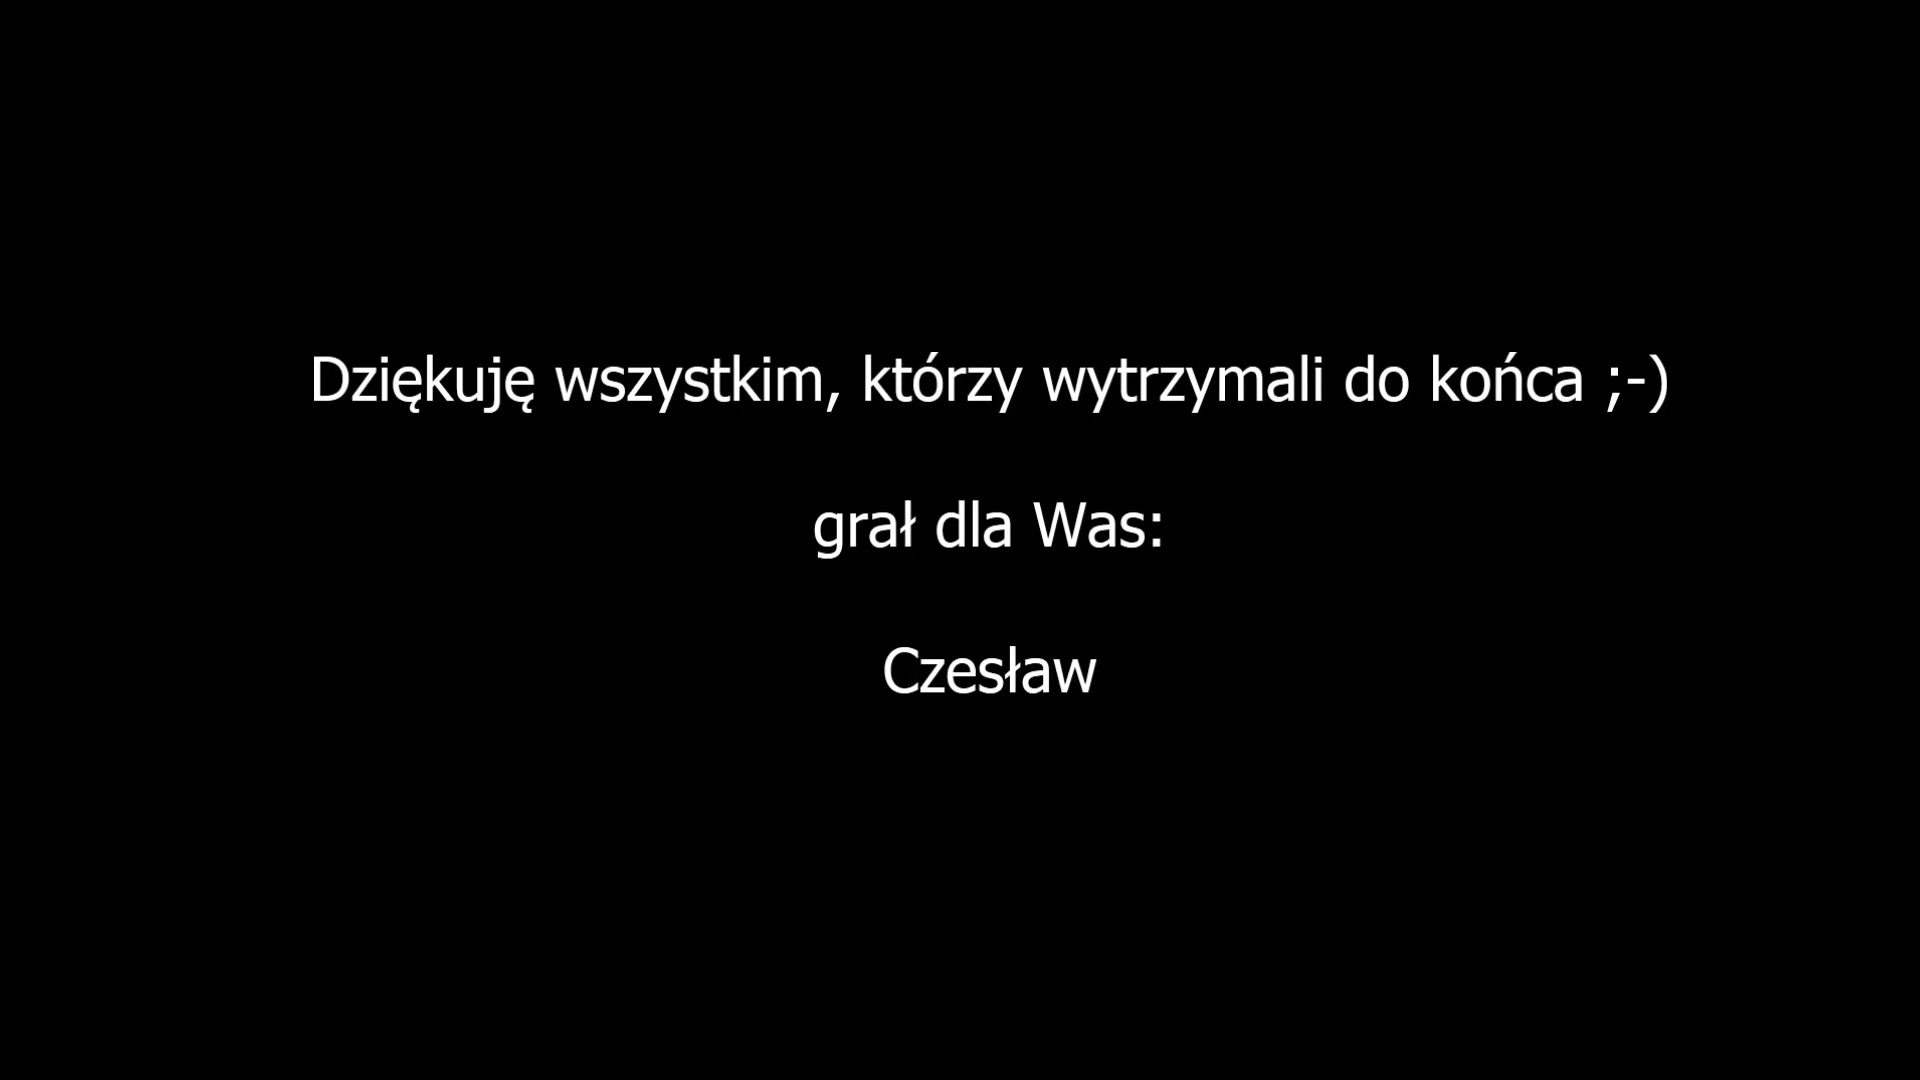 Dziękuję wszystkim, którzy wytrzymali do końca ;-)
grał dla Was:
Czesław